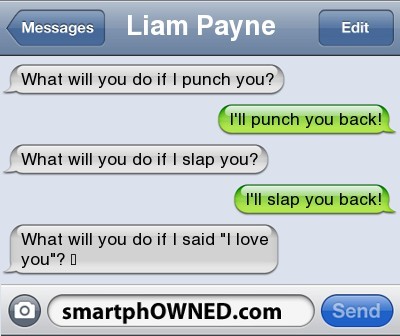 Messages Liam Payne Edit
What will you do if I punch you?
I'll punch you back!
What will you do if I slap you?
I'll slap you back!
What will you do if I said "I love
you"?
smartphOWNED.com Send